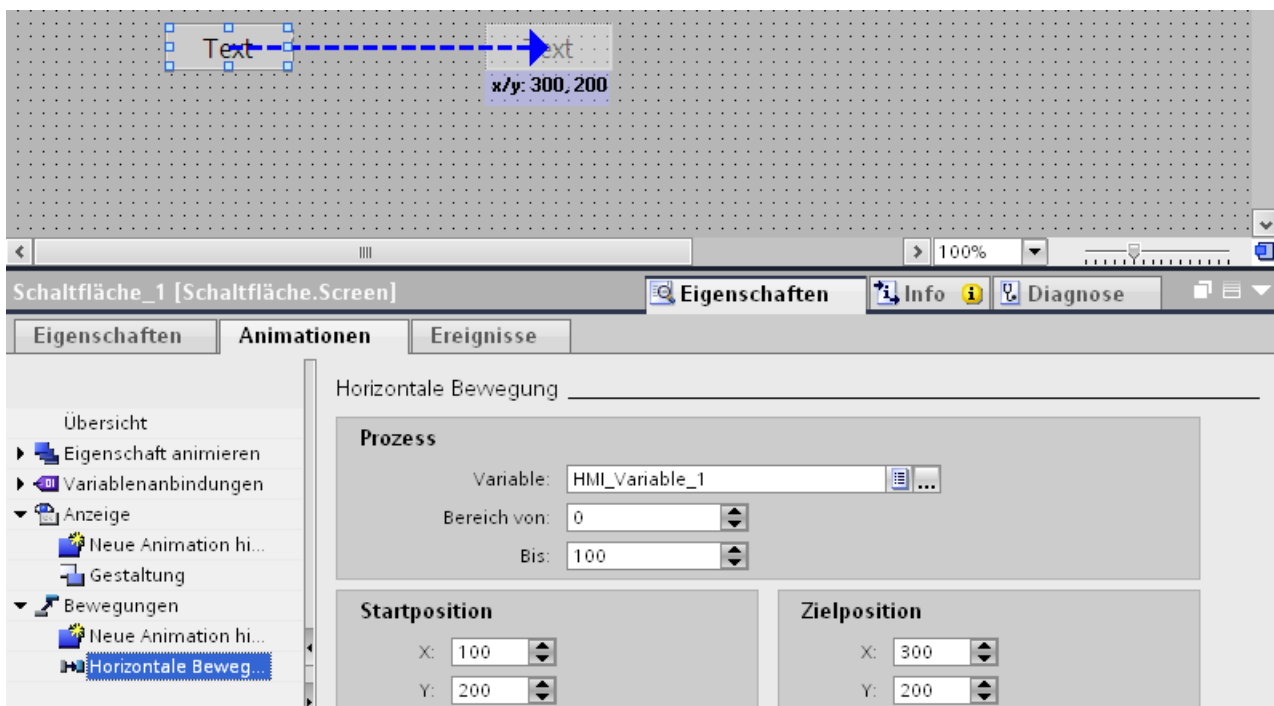 Text Text
x/y: 300, 200
100%
Schaltfläche_1 [Schaltfläche.Screen] Eigenschaften Info Diagnose
Eigenschaften Animationen Ereignisse
Horizontale Bewegung
Übersicht
Eigenschaft animieren
Variablenanbindungen
Anzeige
Neue Animation hi...
Gestaltung
Bewegungen
Neue Animation hi...
Horizontale Beweg...
Prozess
Variable: HMI_Variable_1
Bereich von: 0
Bis: 100
Startposition
X: 100
Y: 200
Zielposition
X: 300
Y: 200